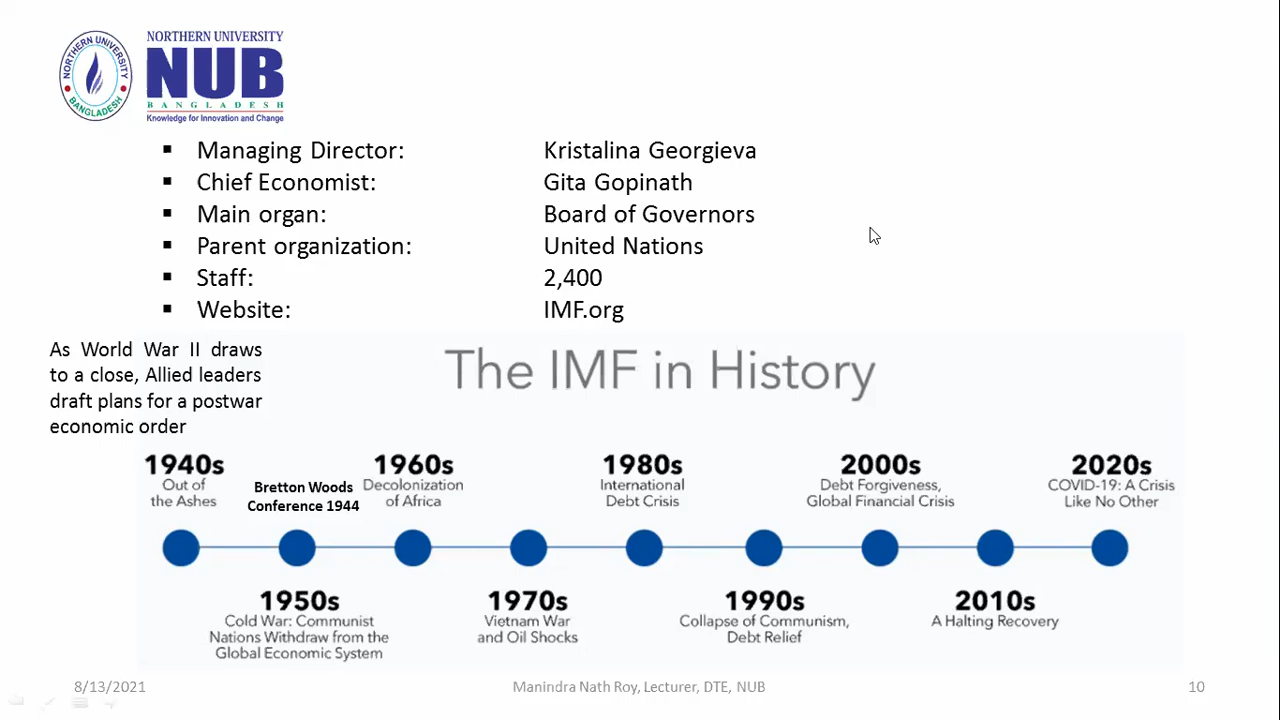 NORTHERN UNIVERSITY
BANGLADESH
NORTHERN UNIVERSITY
NUB
BANGLADESH
Knowledge for Innovation and Change
▪ Managing Director: Kristalina Georgieva
▪ Chief Economist: Gita Gopinath
▪ Main organ: Board of Governors
▪ Parent organization: United Nations
▪ Staff: 2,400
▪ Website: IMF.org
As World War II draws
to a close, Allied leaders
draft plans for a postwar
economic order
The IMF in History
1940s
Out of
the Ashes
Bretton Woods
Conference 1944
1960s
Decolonization
of Africa
1980s
International
Debt Crisis
2000s
Debt Forgiveness,
Global Financial Crisis
2020s
COVID-19: A Crisis
Like No Other
1950s
Cold War: Communist
Nations Withdraw from the
Global Economic System
1970s
Vietnam War
and Oil Shocks
1990s
Collapse of Communism,
Debt Relief
2010s
A Halting Recovery
8/13/2021
Manindra Nath Roy, Lecturer, DTE, NUB
10